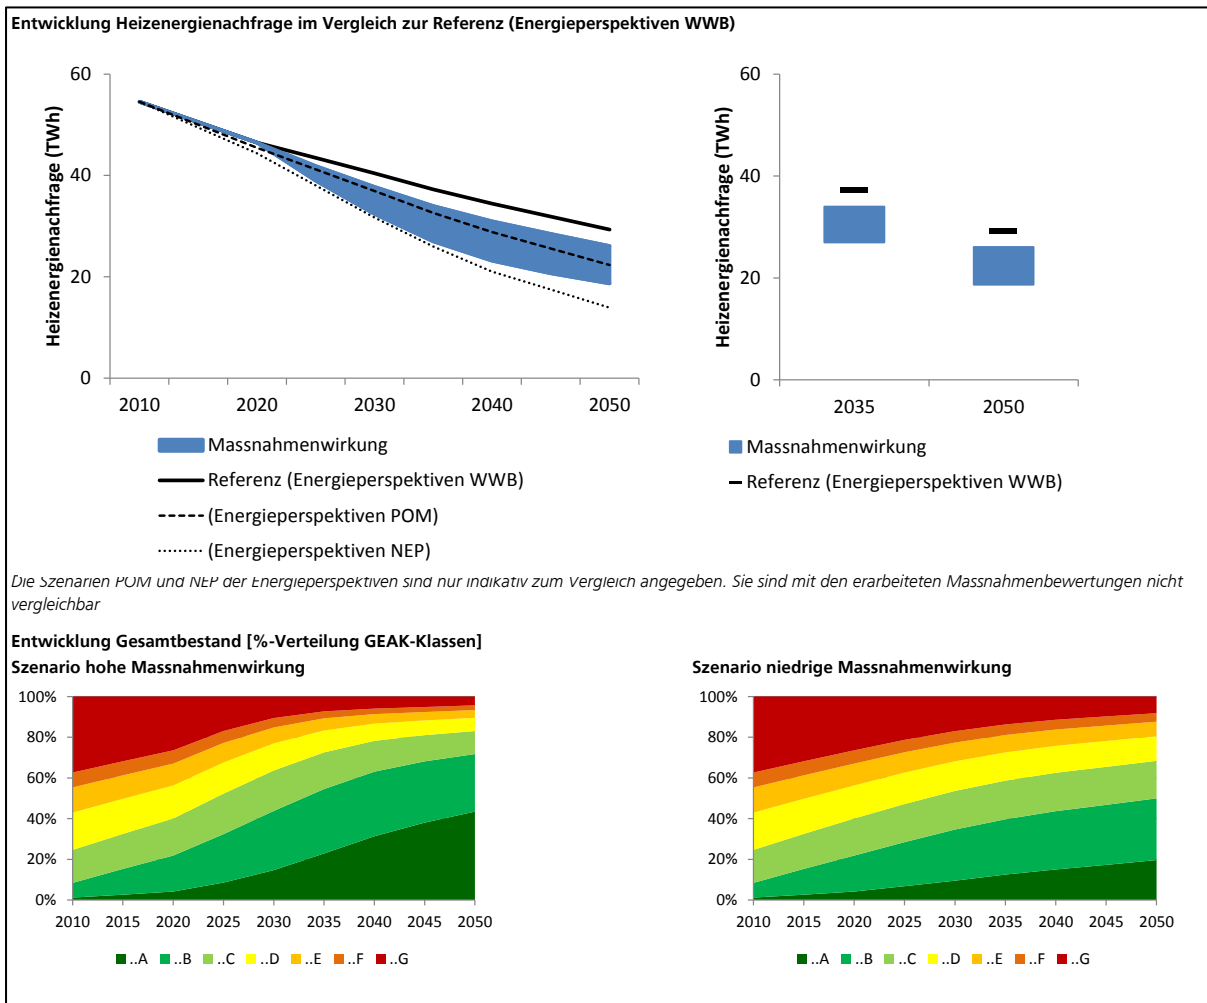 Entwicklung Heizenergienachfrage im Vergleich zur Referenz (Energieperspektiven WWB)
Heizenergienachfrage (TWh)
60
40
20
0
2010 2020 2030 2040 2050
Massnahmenwirkung
Referenz (Energieperspektiven WWB)
(Energieperspektiven POM)
(Energieperspektiven NEP)
Heizenergienachfrage (TWh)
60
40
20
0
2035 2050
Massnahmenwirkung
Referenz (Energieperspektiven WWB)
Die Szenarien POM und NEP der Energieperspektiven sind nur indikativ zum Vergleich angegeben. Sie sind mit den erarbeiteten Massnahmenbewertungen nicht
vergleichbar
Entwicklung Gesamtbestand [%-Verteilung GEAK-Klassen]
Szenario hohe Massnahmenwirkung
100%
80%
60%
40%
20%
0%
2010 2015 2020 2025 2030 2035 2040 2045 2050
..A ..B ..C ..D ..E ..F ..G
Szenario niedrige Massnahmenwirkung
100%
80%
60%
40%
20%
0%
2010 2015 2020 2025 2030 2035 2040 2045 2050
..A ..B ..C ..D ..E ..F ..G